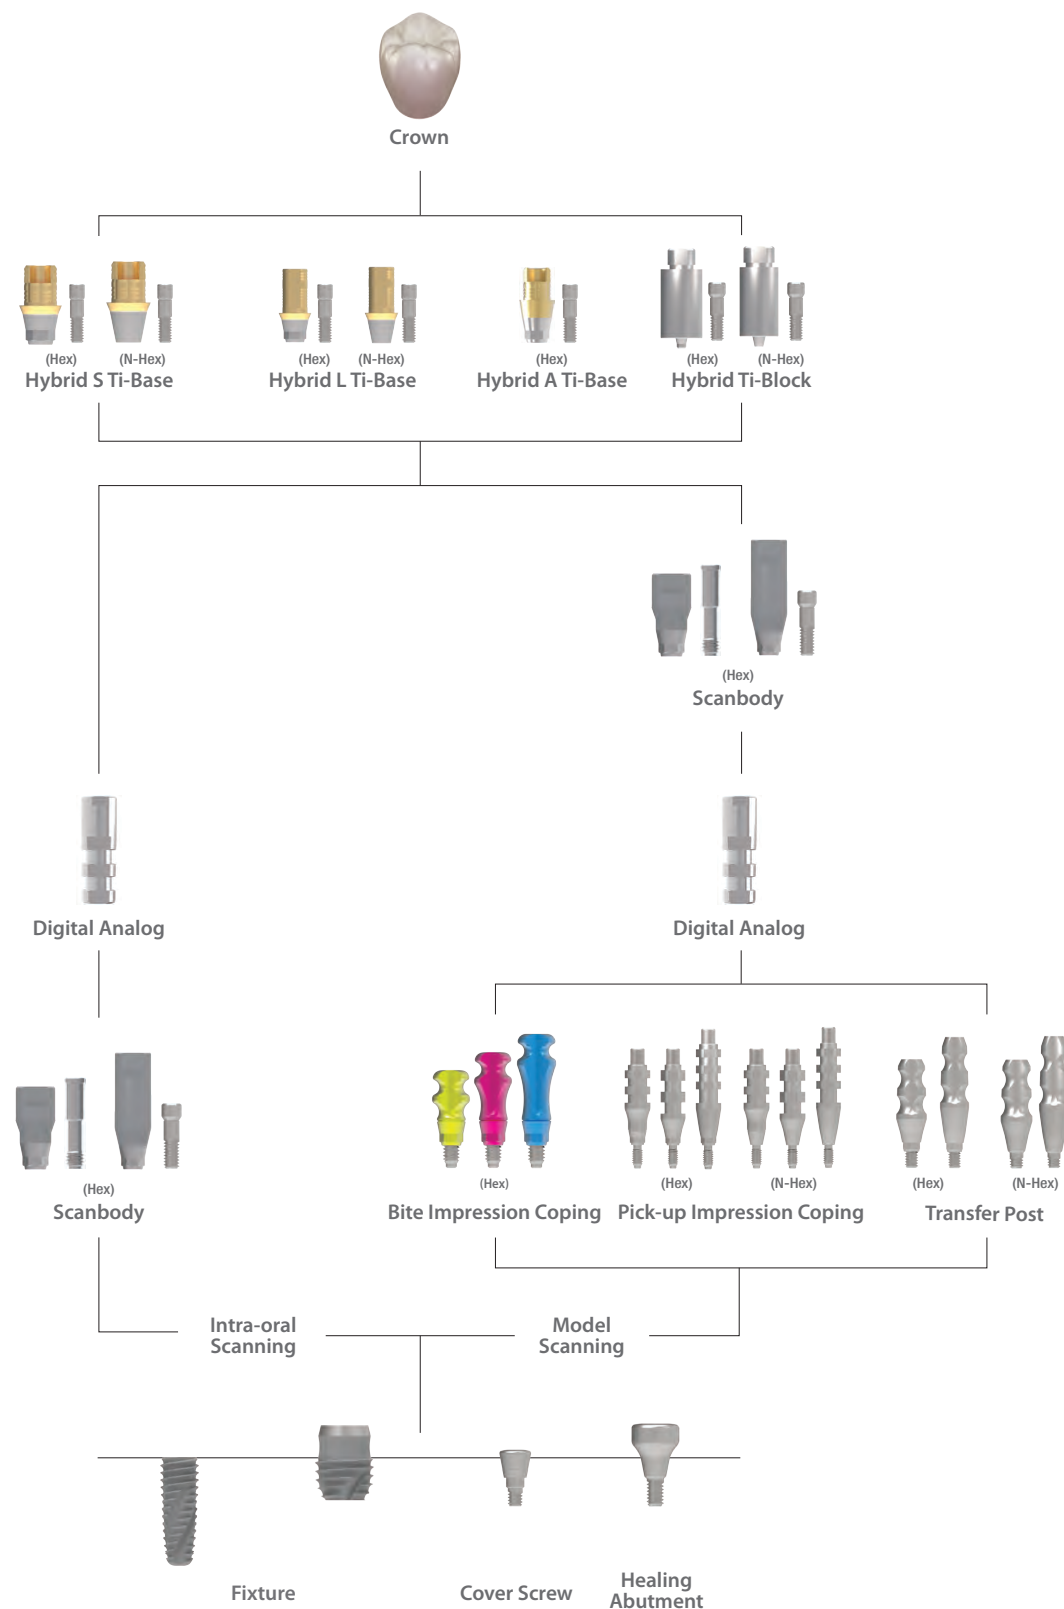 Crown
(Hex) (N-Hex) (Hex) (N-Hex) (Hex) (Hex) (N-Hex)
Hybrid S Ti-Base Hybrid L Ti-Base Hybrid A Ti-Base Hybrid Ti-Block
(Hex)
Scanbody
Digital Analog Digital Analog
(Hex)
Scanbody
(Hex) (Hex) (N-Hex) (Hex) (N-Hex)
Bite Impression Coping Pick-up Impression Coping Transfer Post
Intra-oral
Scanning
Model
Scanning
Fixture
Cover Screw
Healing
Abutment